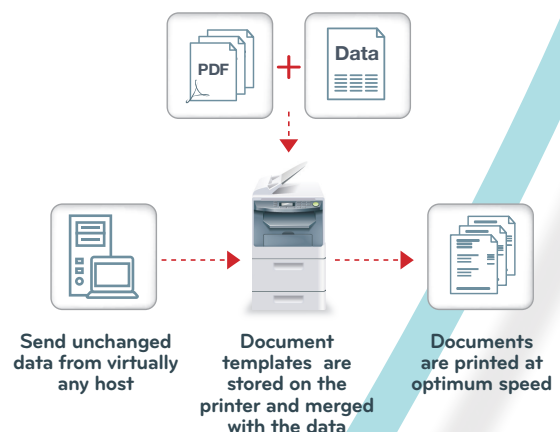 PDF
Data
Send unchanged
data from virtually
any host
Document
templates are
stored on the
printer and merged
with the data
Documents
are printed at
optimum speed